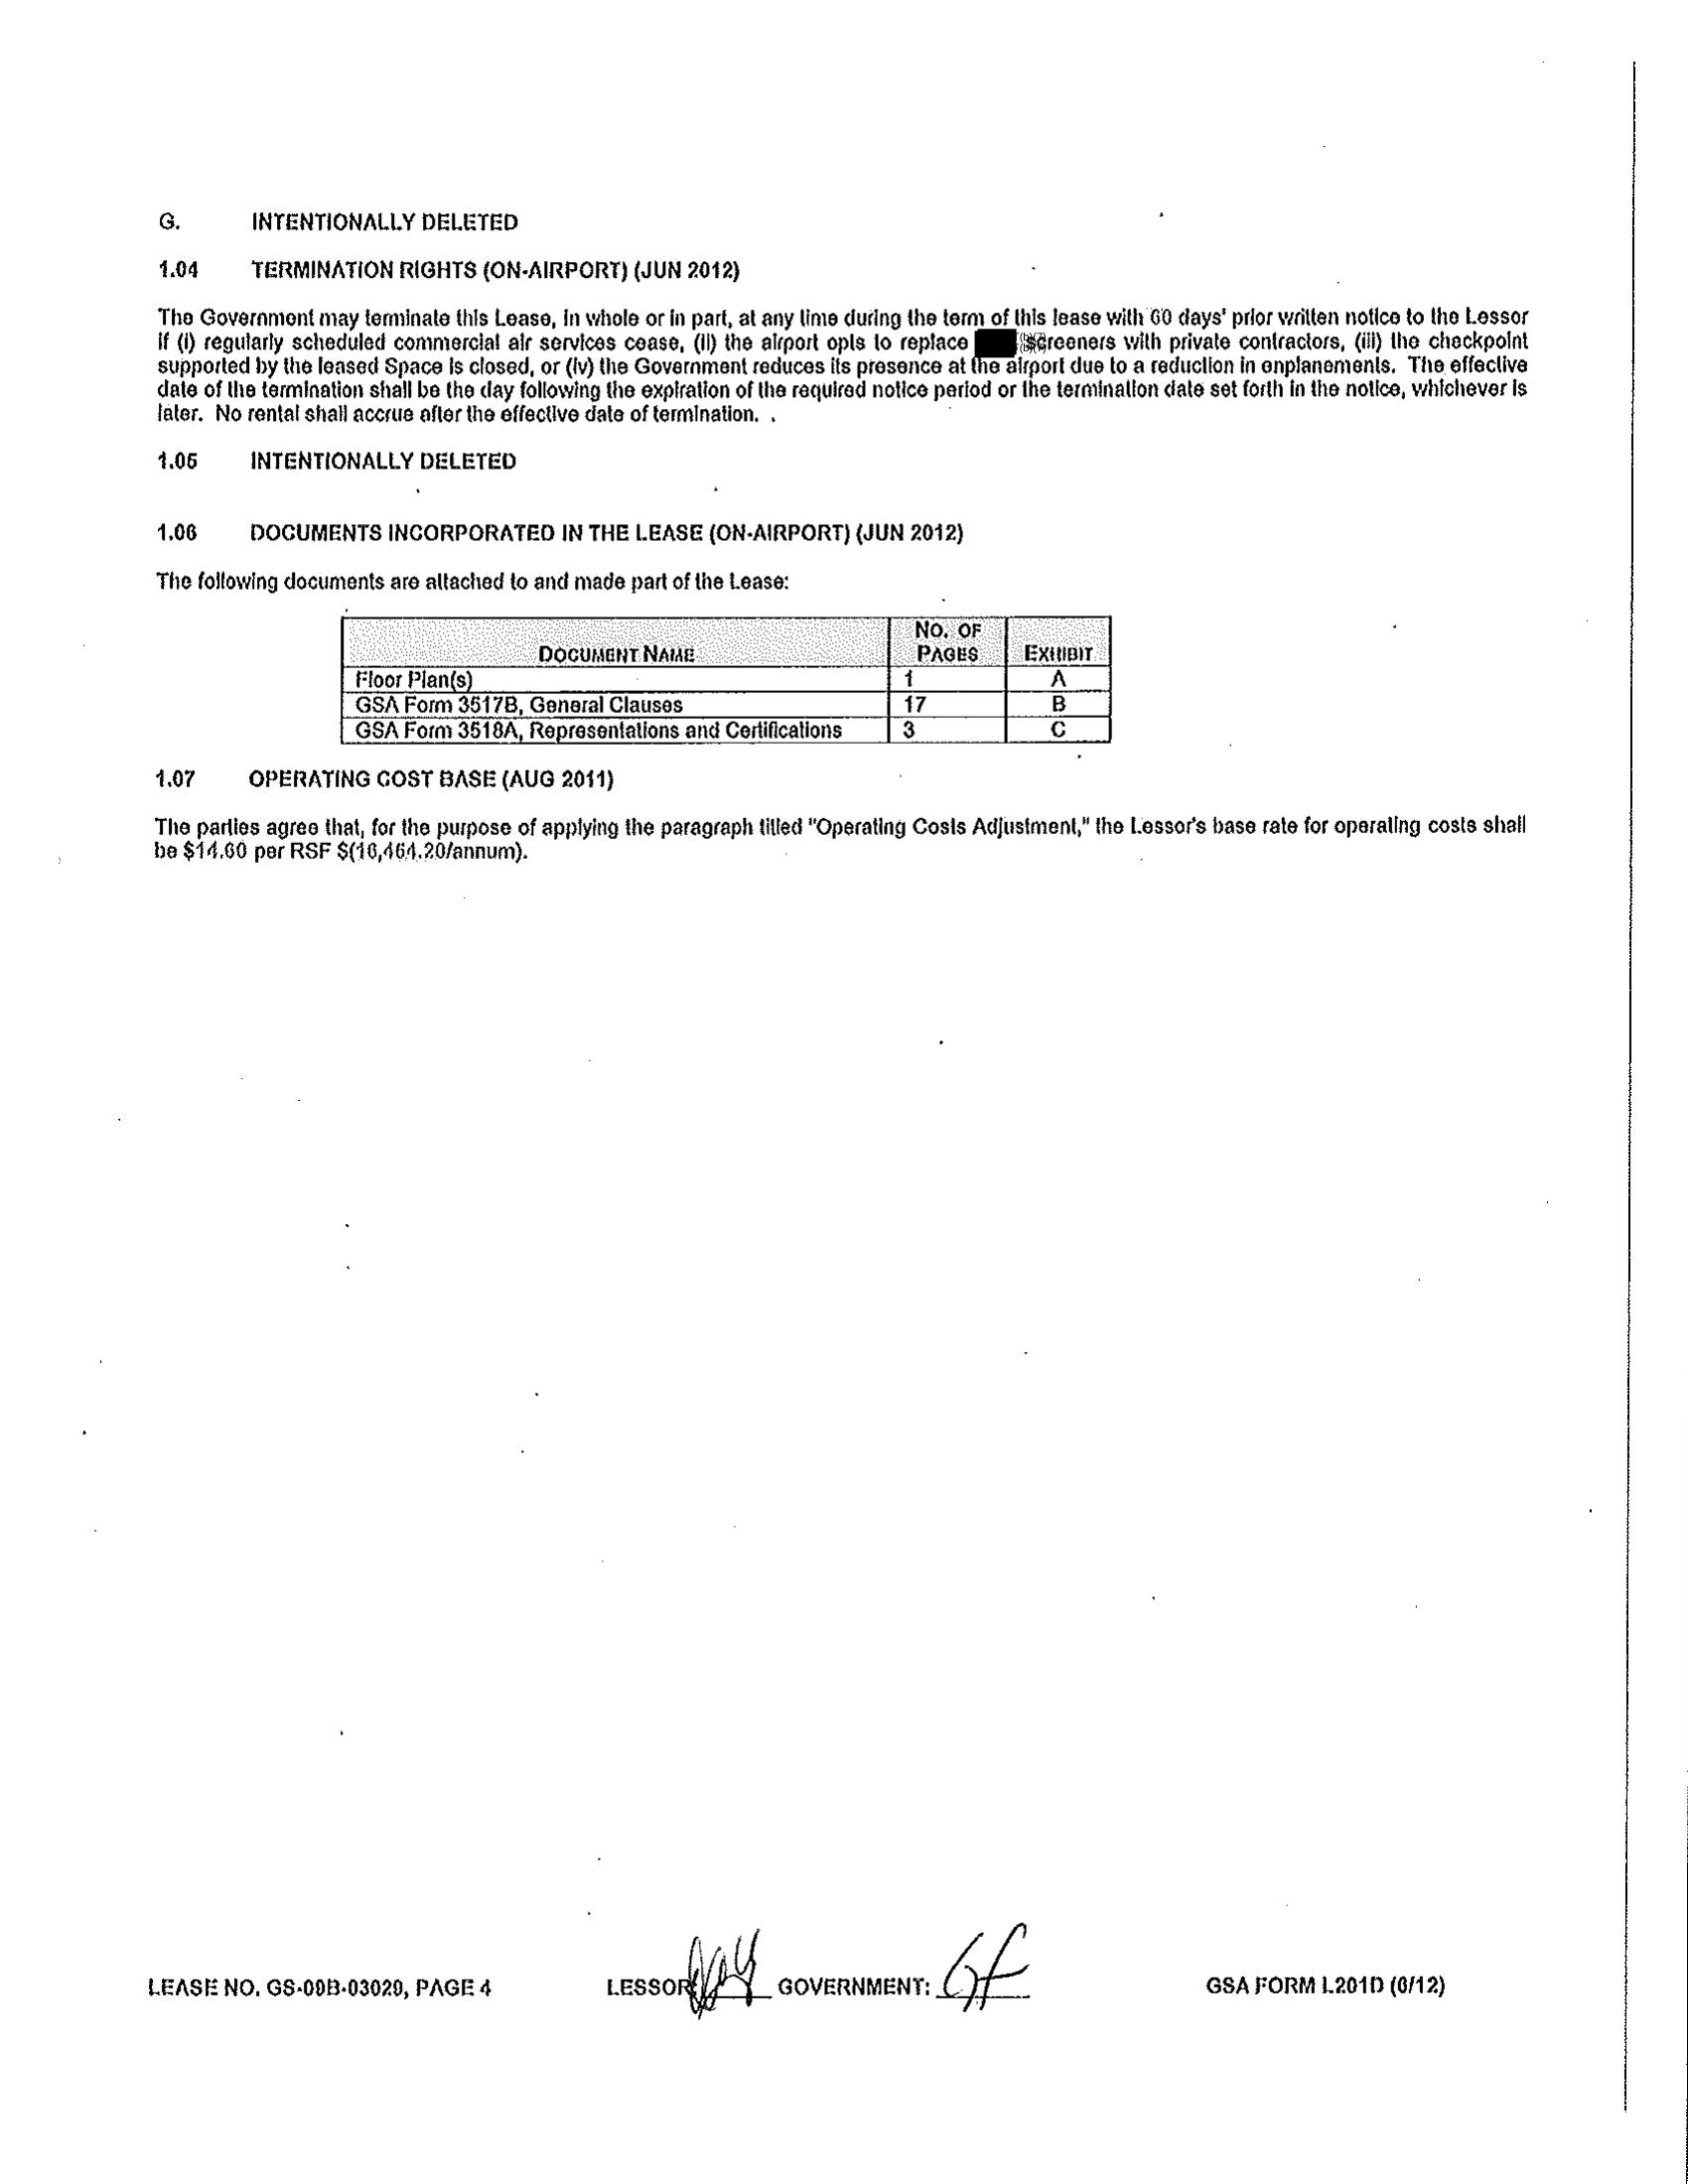 G. INTENTIONALLY DELETED
1.04 TERMINATION RIGHTS (ON-AIRPORT) (JUN 2012)
The Government may terminate this Lease, in whole or in part, at any time during the term of this lease with 60 days' prior written notice to the Lessor
if (i) regularly scheduled commercial air services cease, (ii) the airport opts to replace screeners with private contractors, (iii) the checkpoint
supported by the leased Space is closed, or (iv) the Government reduces its presence at the airport due to a reduction in enplanements. The effective
date of the termination shall be the day following the expiration of the required notice period or the termination date set forth in the notice, whichever is
later. No rental shall accrue after the effective date of termination.
1.05 INTENTIONALLY DELETED
1.06 DOCUMENTS INCORPORATED IN THE LEASE (ON-AIRPORT) (JUN 2012)
The following documents are attached to and made part of the Lease:
DOCUMENT NAME NO. OF PAGES EXHIBIT
Floor Plan(s) 1 A
GSA Form 3517B, General Clauses 17 B
GSA Form 3518A, Representations and Certifications 3 C
1.07 OPERATING COST BASE (AUG 2011)
The parties agree that, for the purpose of applying the paragraph titled "Operating Costs Adjustment," the Lessor's base rate for operating costs shall
be $14.60 per RSF $(16,464.20/annum).
LEASE NO. GS-09B-03029, PAGE 4 LESSOR GOVERNMENT: GF GSA FORM L201D (6/12)